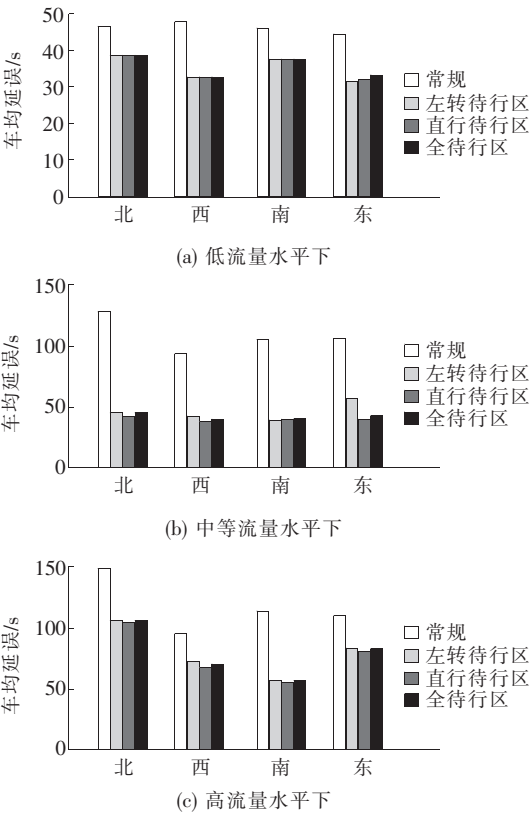 车均延误/s
50
40
30
20
10
0
北 西 南 东
常规
左转待行区
直行待行区
全待行区
(a) 低流量水平下
车均延误/s
150
100
50
0
北 西 南 东
常规
左转待行区
直行待行区
全待行区
(b) 中等流量水平下
车均延误/s
150
100
50
0
北 西 南 东
常规
左转待行区
直行待行区
全待行区
(c) 高流量水平下